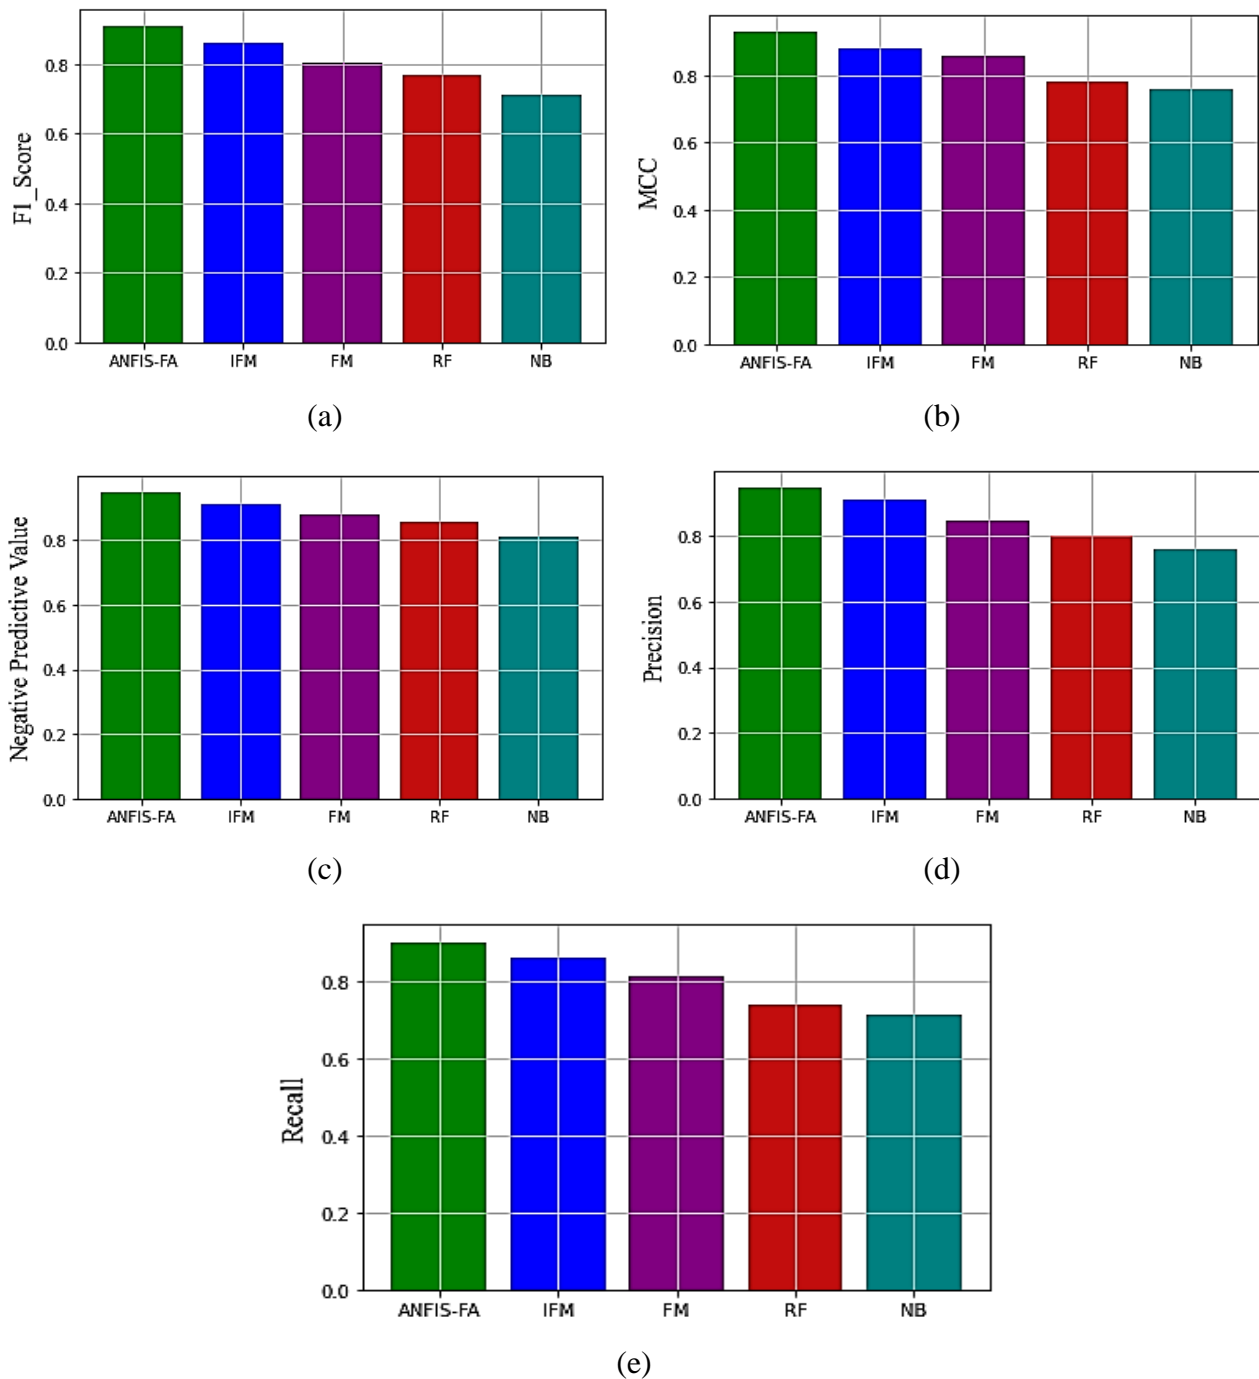 F1_Score
0.8
0.6
0.4
0.2
0.0
ANFIS-FA IFM FM RF NB
(a)
MCC
0.8
0.6
0.4
0.2
0.0
ANFIS-FA IFM FM RF NB
(b)
Negative Predictive Value
0.8
0.6
0.4
0.2
0.0
ANFIS-FA IFM FM RF NB
(c)
Precision
0.8
0.6
0.4
0.2
0.0
ANFIS-FA IFM FM RF NB
(d)
Recall
0.8
0.6
0.4
0.2
0.0
ANFIS-FA IFM FM RF NB
(e)